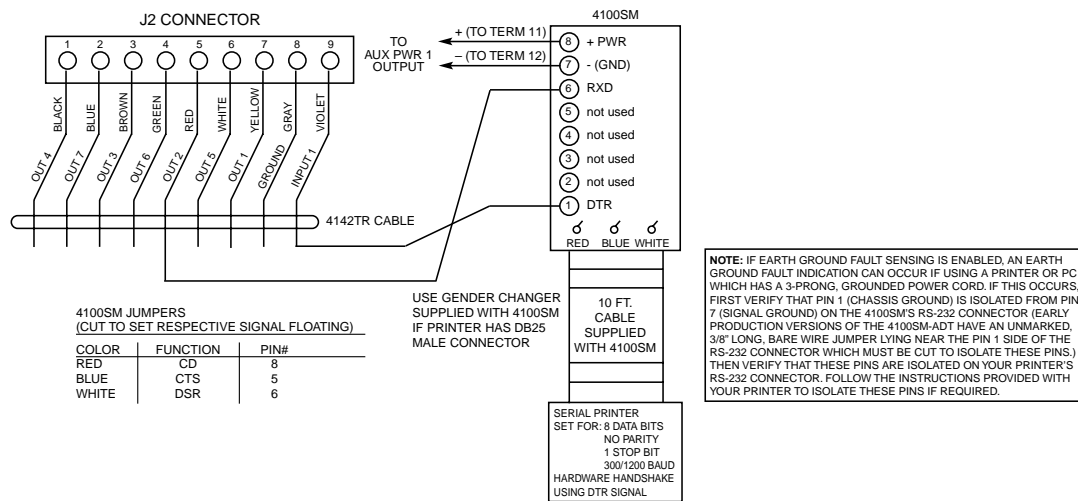 J2 CONNECTOR
1 2 3 4 5 6 7 8 9
BLACK
BLUE
BROWN
GREEN
RED
WHITE
YELLOW
GRAY
VIOLET
OUT 4
OUT 7
OUT 3
OUT 6
OUT 2
OUT 5
OUT 1
GROUND
INPUT 1
4142TR CABLE
TO
AUX PWR 1
OUTPUT
+ (TO TERM 11)
– (TO TERM 12)
4100SM
8 + PWR
7 - (GND)
6 RXD
5 not used
4 not used
3 not used
2 not used
1 DTR
RED BLUE WHITE
USE GENDER CHANGER
SUPPLIED WITH 4100SM
IF PRINTER HAS DB25
MALE CONNECTOR
10 FT.
CABLE
SUPPLIED
WITH 4100SM
4100SM JUMPERS
(CUT TO SET RESPECTIVE SIGNAL FLOATING)
COLOR FUNCTION PIN#
RED CD 8
BLUE CTS 5
WHITE DSR 6
SERIAL PRINTER
SET FOR: 8 DATA BITS
NO PARITY
1 STOP BIT
300/1200 BAUD
HARDWARE HANDSHAKE
USING DTR SIGNAL
NOTE: IF EARTH GROUND FAULT SENSING IS ENABLED, AN EARTH
GROUND FAULT INDICATION CAN OCCUR IF USING A PRINTER OR PC
WHICH HAS A 3-PRONG, GROUNDED POWER CORD. IF THIS OCCURS,
FIRST VERIFY THAT PIN 1 (CHASSIS GROUND) IS ISOLATED FROM PIN
7 (SIGNAL GROUND) ON THE 4100SM'S RS-232 CONNECTOR (EARLY
PRODUCTION VERSIONS OF THE 4100SM-ADT HAVE AN UNMARKED,
3/8" LONG, BARE WIRE JUMPER LYING NEAR THE PIN 1 SIDE OF THE
RS-232 CONNECTOR WHICH MUST BE CUT TO ISOLATE THESE PINS.)
THEN VERIFY THAT THESE PINS ARE ISOLATED ON YOUR PRINTER'S
RS-232 CONNECTOR. FOLLOW THE INSTRUCTIONS PROVIDED WITH
YOUR PRINTER TO ISOLATE THESE PINS IF REQUIRED.